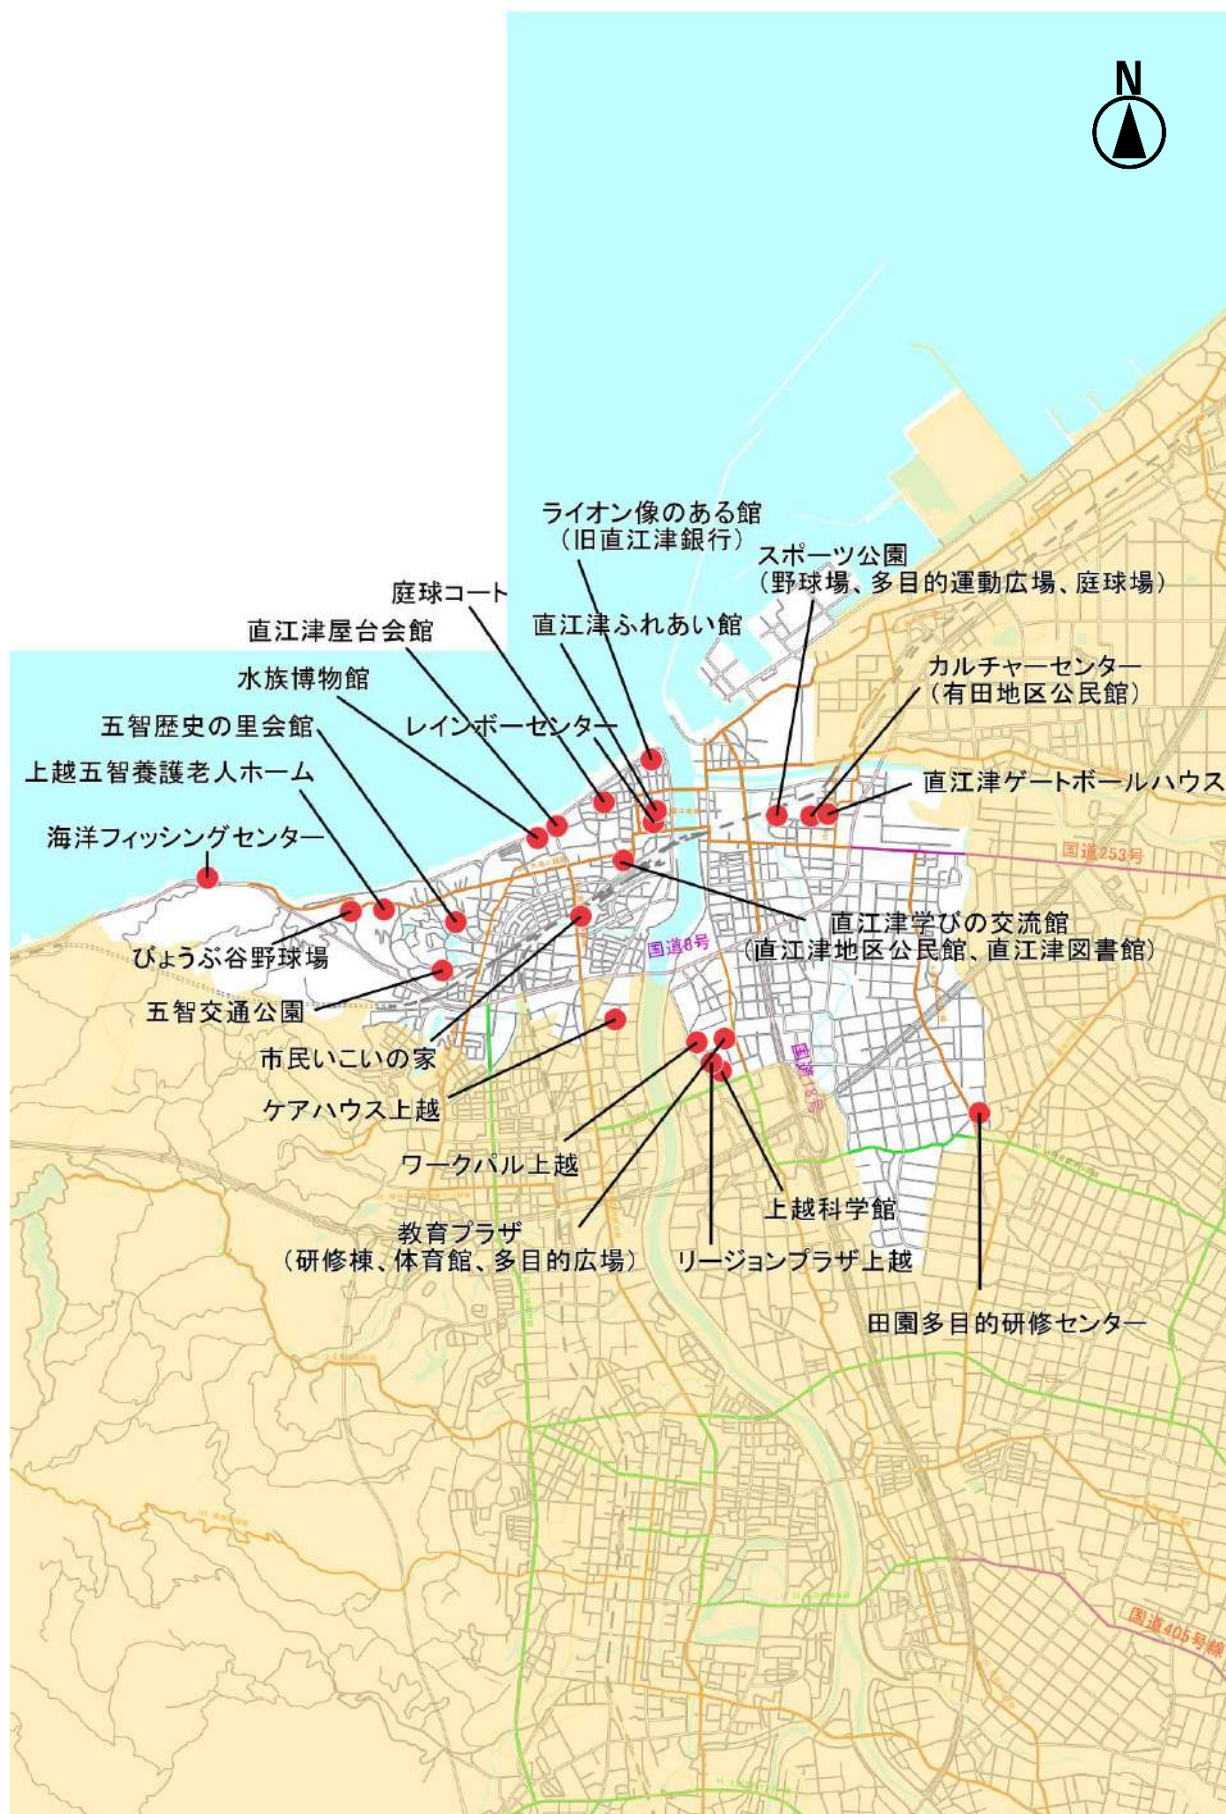 N
ライオン像のある館
（旧直江津銀行）
スポーツ公園
（野球場、多目的運動広場、庭球場）
庭球コート
直江津ふれあい館
直江津屋台会館
カルチャーセンター
（有田地区公民館）
水族博物館
五智歴史の里会館
レインボーセンター
上越五智養護老人ホーム
直江津ゲートボールハウス
海洋フィッシングセンター
国道253号
直江津学びの交流館
（直江津地区公民館、直江津図書館）
国道8号
びょうぶ谷野球場
五智交通公園
市民いこいの家
国道18号
ケアハウス上越
ワークパル上越
上越科学館
教育プラザ
（研修棟、体育館、多目的広場）
リージョンプラザ上越
田園多目的研修センター
国道405号線